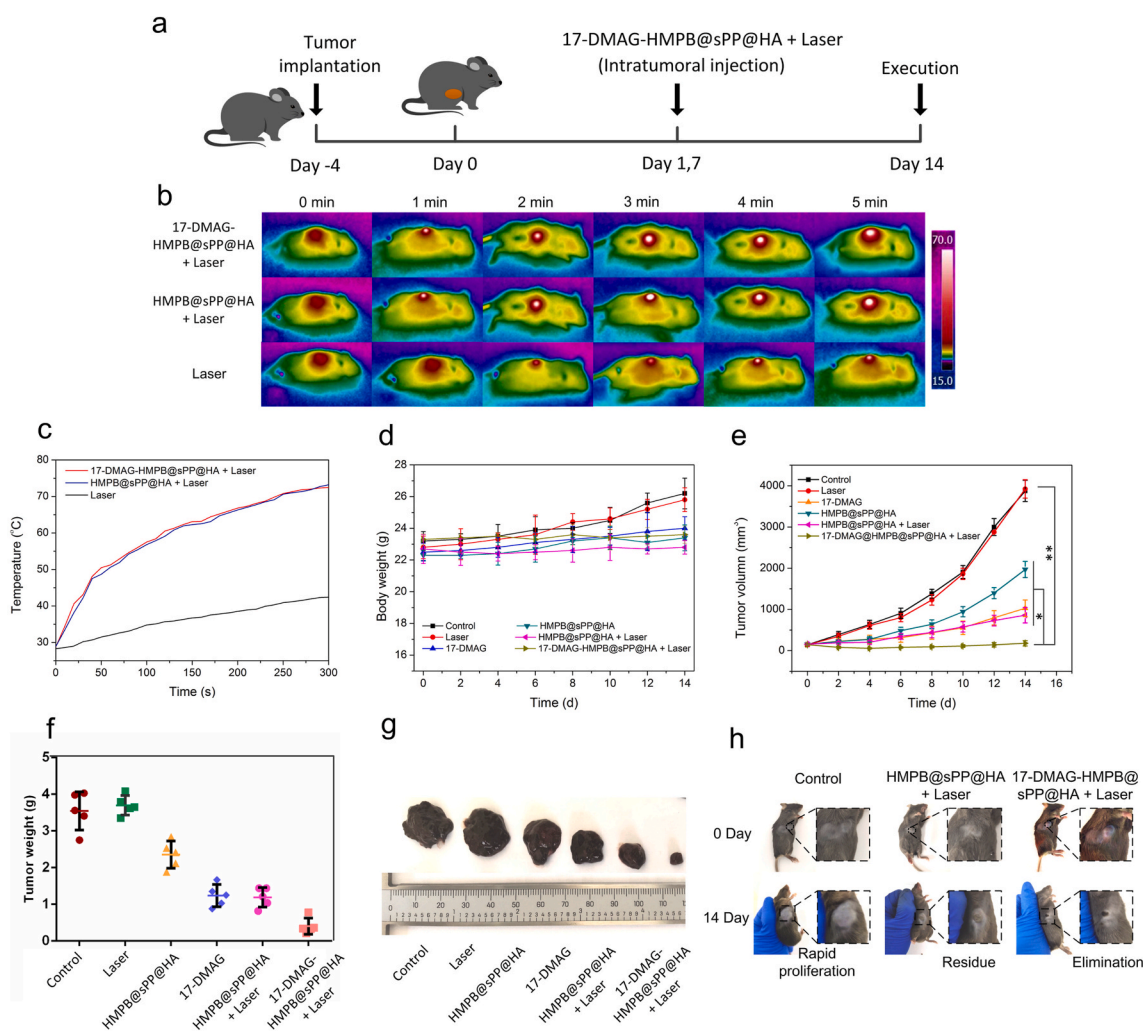 a
Tumor
implantation
17-DMAG-HMPB@sPP@HA + Laser
(Intratumoral injection)
Execution
Day -4
Day 0
Day 1,7
Day 14
b
0 min
1 min
2 min
3 min
4 min
5 min
17-DMAG-
HMPB@sPP@HA
+ Laser
HMPB@sPP@HA
+ Laser
Laser
70.0
15.0
c
Temperature (°C)
80
70
60
50
40
30
17-DMAG-HMPB@sPP@HA + Laser
HMPB@sPP@HA + Laser
Laser
0
50
100
150
200
250
300
Time (s)
d
Body weight (g)
28
26
24
22
20
18
16
14
Control
Laser
17-DMAG
HMPB@sPP@HA
HMPB@sPP@HA + Laser
17-DMAG-HMPB@sPP@HA + Laser
0
2
4
6
8
10
12
14
Time (d)
e
Tumor volumn (mm³)
4000
3000
2000
1000
0
Control
Laser
17-DMAG
HMPB@sPP@HA
HMPB@sPP@HA + Laser
17-DMAG@HMPB@sPP@HA + Laser
**
*
0
2
4
6
8
10
12
14
16
Time (d)
f
Tumor weight (g)
5
4
3
2
1
0
Control
Laser
HMPB@sPP@HA
17-DMAG
HMPB@sPP@HA
+ Laser
17-DMAG-
HMPB@sPP@HA
+ Laser
g
Control
Laser
HMPB@sPP@HA
17-DMAG
HMPB@sPP@HA
+ Laser
17-DMAG-
HMPB@sPP@HA
+ Laser
h
Control
HMPB@sPP@HA
+ Laser
17-DMAG-HMPB@
sPP@HA + Laser
0 Day
14 Day
Rapid
proliferation
Residue
Elimination